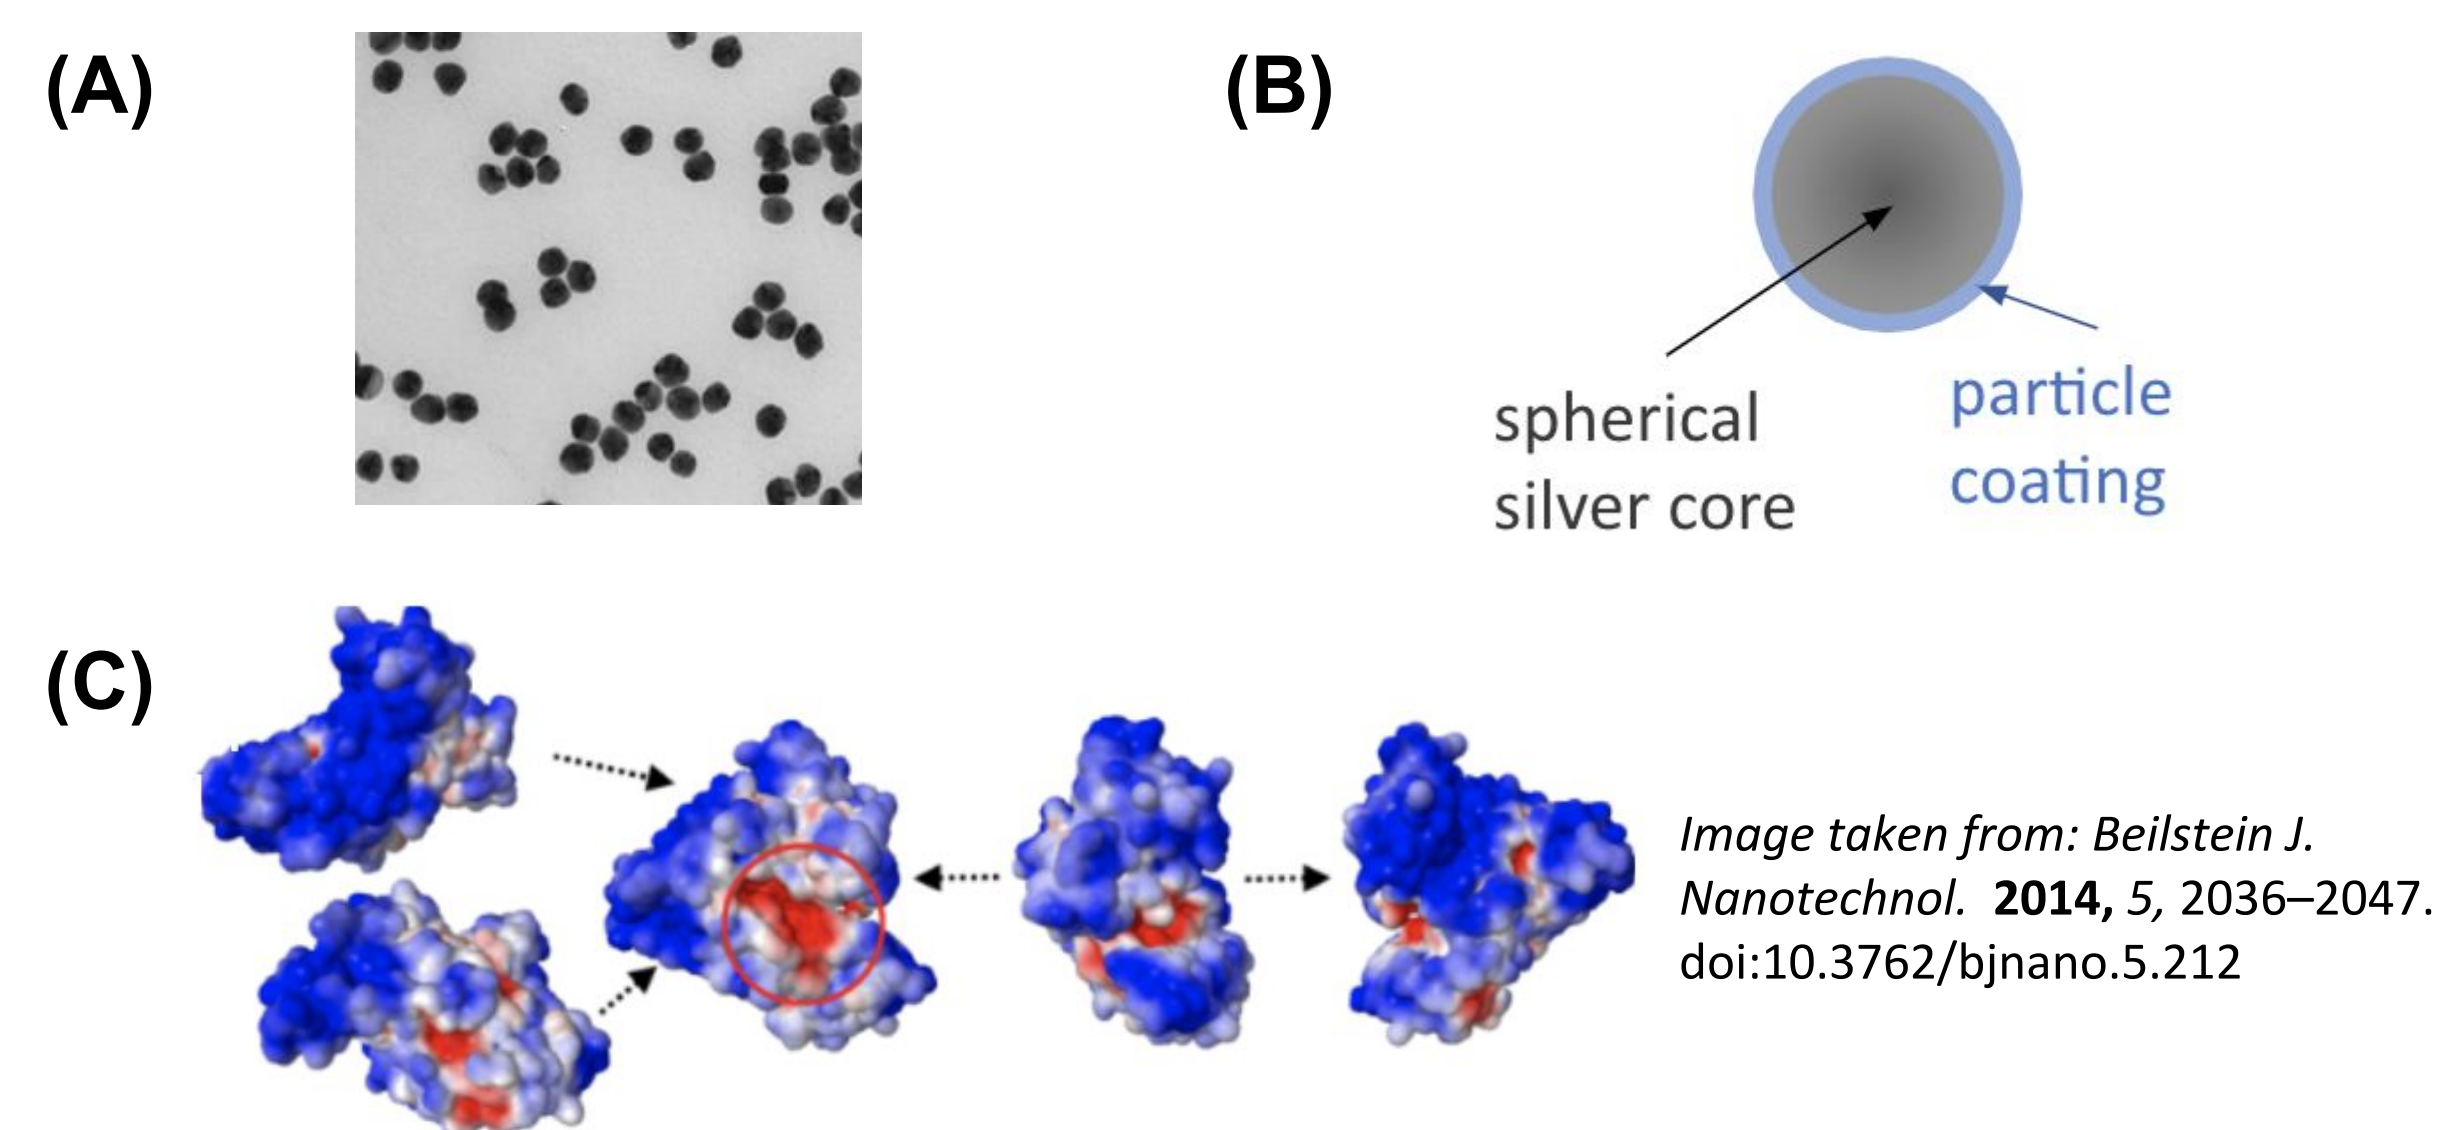 (A)
(B)
spherical
silver core
particle
coating
(C)
Image taken from: Beilstein J.
Nanotechnol. 2014, 5, 2036–2047.
doi:10.3762/bjnano.5.212